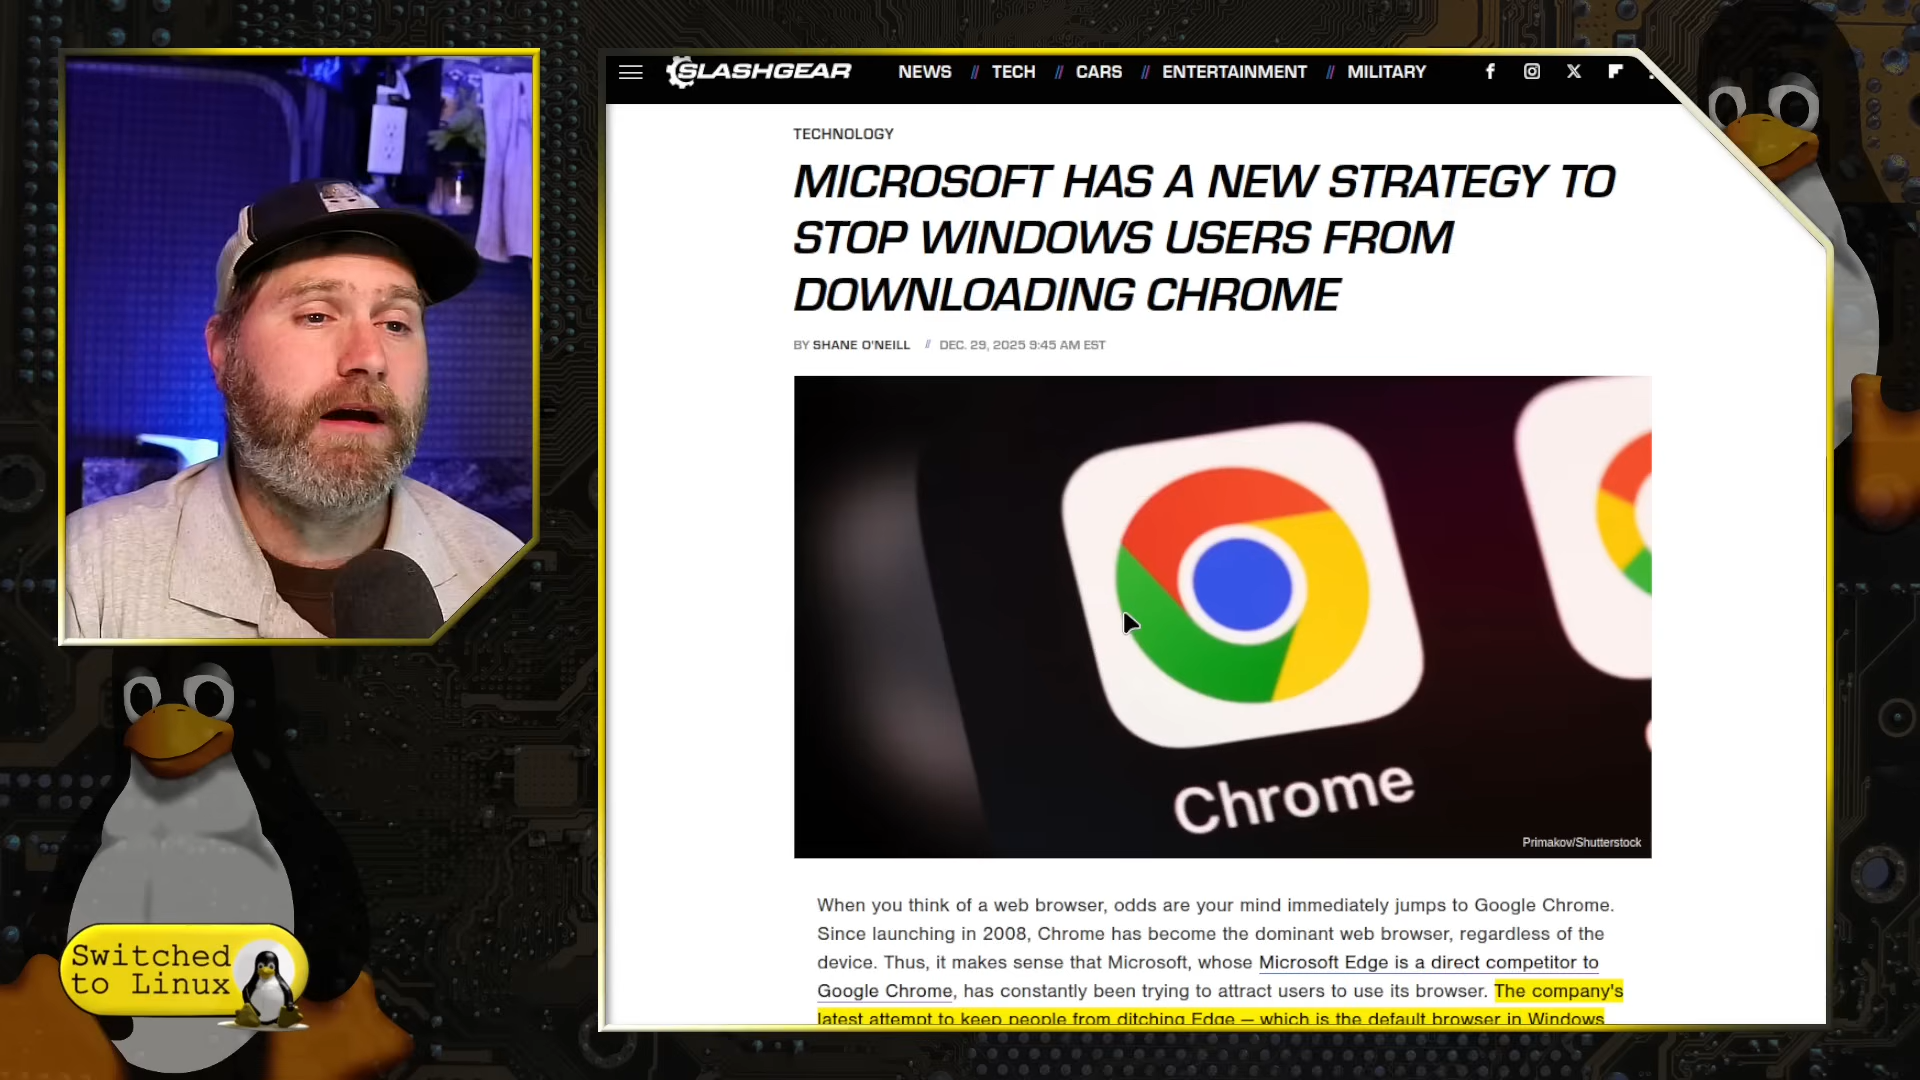 SLASHGEAR
NEWS // TECH // CARS // ENTERTAINMENT // MILITARY
TECHNOLOGY
MICROSOFT HAS A NEW STRATEGY TO
STOP WINDOWS USERS FROM
DOWNLOADING CHROME
BY SHANE O'NEILL // DEC. 29, 2025 9:45 AM EST
Chrome
Primakov/Shutterstock
When you think of a web browser, odds are your mind immediately jumps to Google Chrome.
Since launching in 2008, Chrome has become the dominant web browser, regardless of the
device. Thus, it makes sense that Microsoft, whose Microsoft Edge is a direct competitor to
Google Chrome, has constantly been trying to attract users to use its browser. The company's
latest attempt to keep people from ditching Edge — which is the default browser in Windows
Switched
to Linux